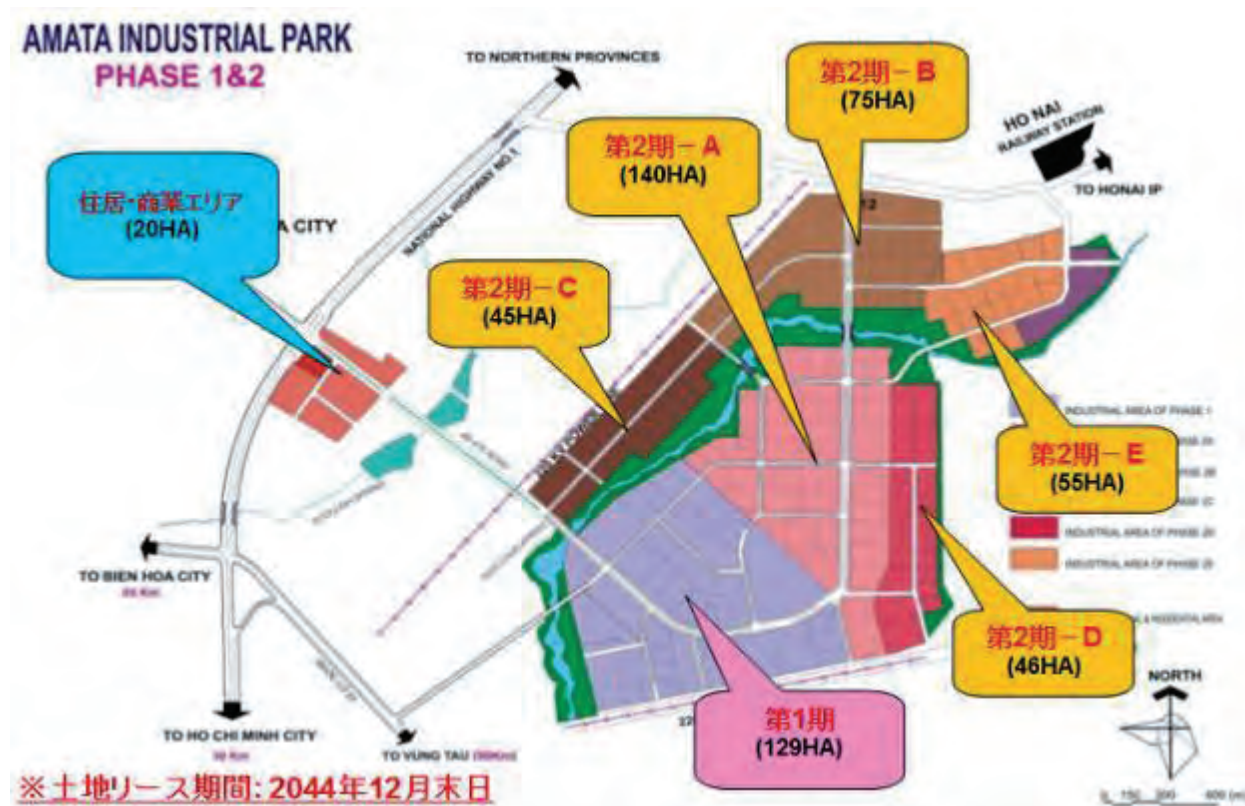 AMATA INDUSTRIAL PARK
PHASE 1&2
TO NORTHERN PROVINCES
第2期－B
(75HA)
HO NAI
RAILWAY STATION
TO HONAI IP
第2期－A
(140HA)
住居・商業エリア
(20HA)
A CITY
NATIONAL HIGHWAY NO.1
12
第2期－C
(45HA)
INDUSTRIAL AREA OF PHASE 1
第2期－E
(55HA)
INDUSTRIAL AREA OF PHASE
INDUSTRIAL AREA OF PHASE
TO BIEN HOA CITY
第2期－D
(46HA)
& RESIDENTIAL AREA
NORTH
第1期
(129HA)
TO HO CHI MINH CITY
TO VUNG TAU
※土地リース期間: 2044年12月末日